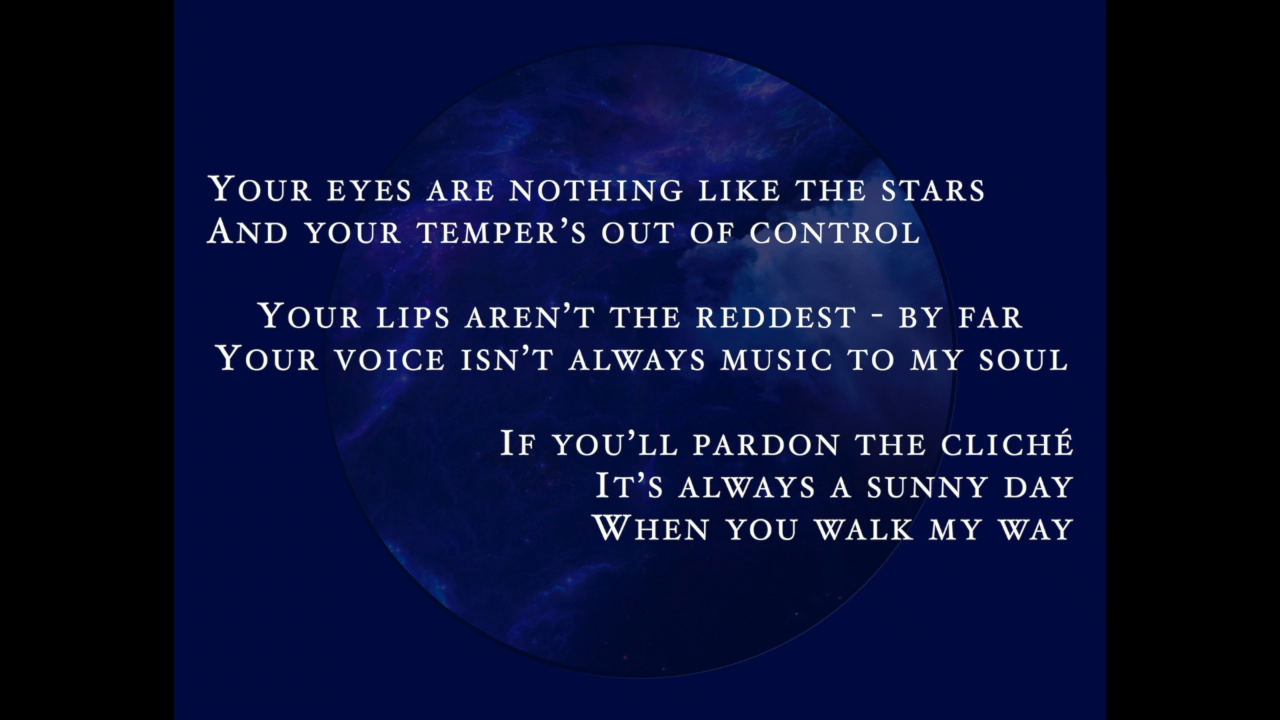 Your eyes are nothing like the stars
And your temper's out of control
Your lips aren't the reddest - by far
Your voice isn't always music to my soul
If you'll pardon the cliché
It's always a sunny day
When you walk my way